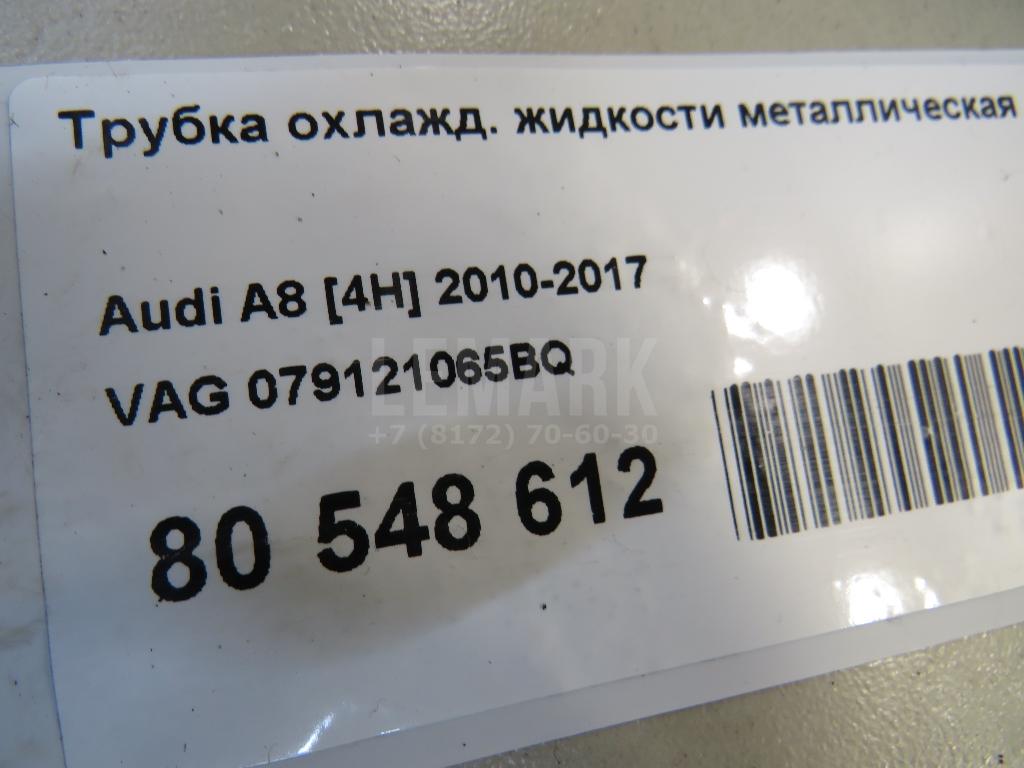 Трубка охлажд. жидкости металлическая
Audi A8 [4H] 2010-2017
VAG 079121065BQ
LEMARK
+7 (8172) 70-60-30
80 548 612